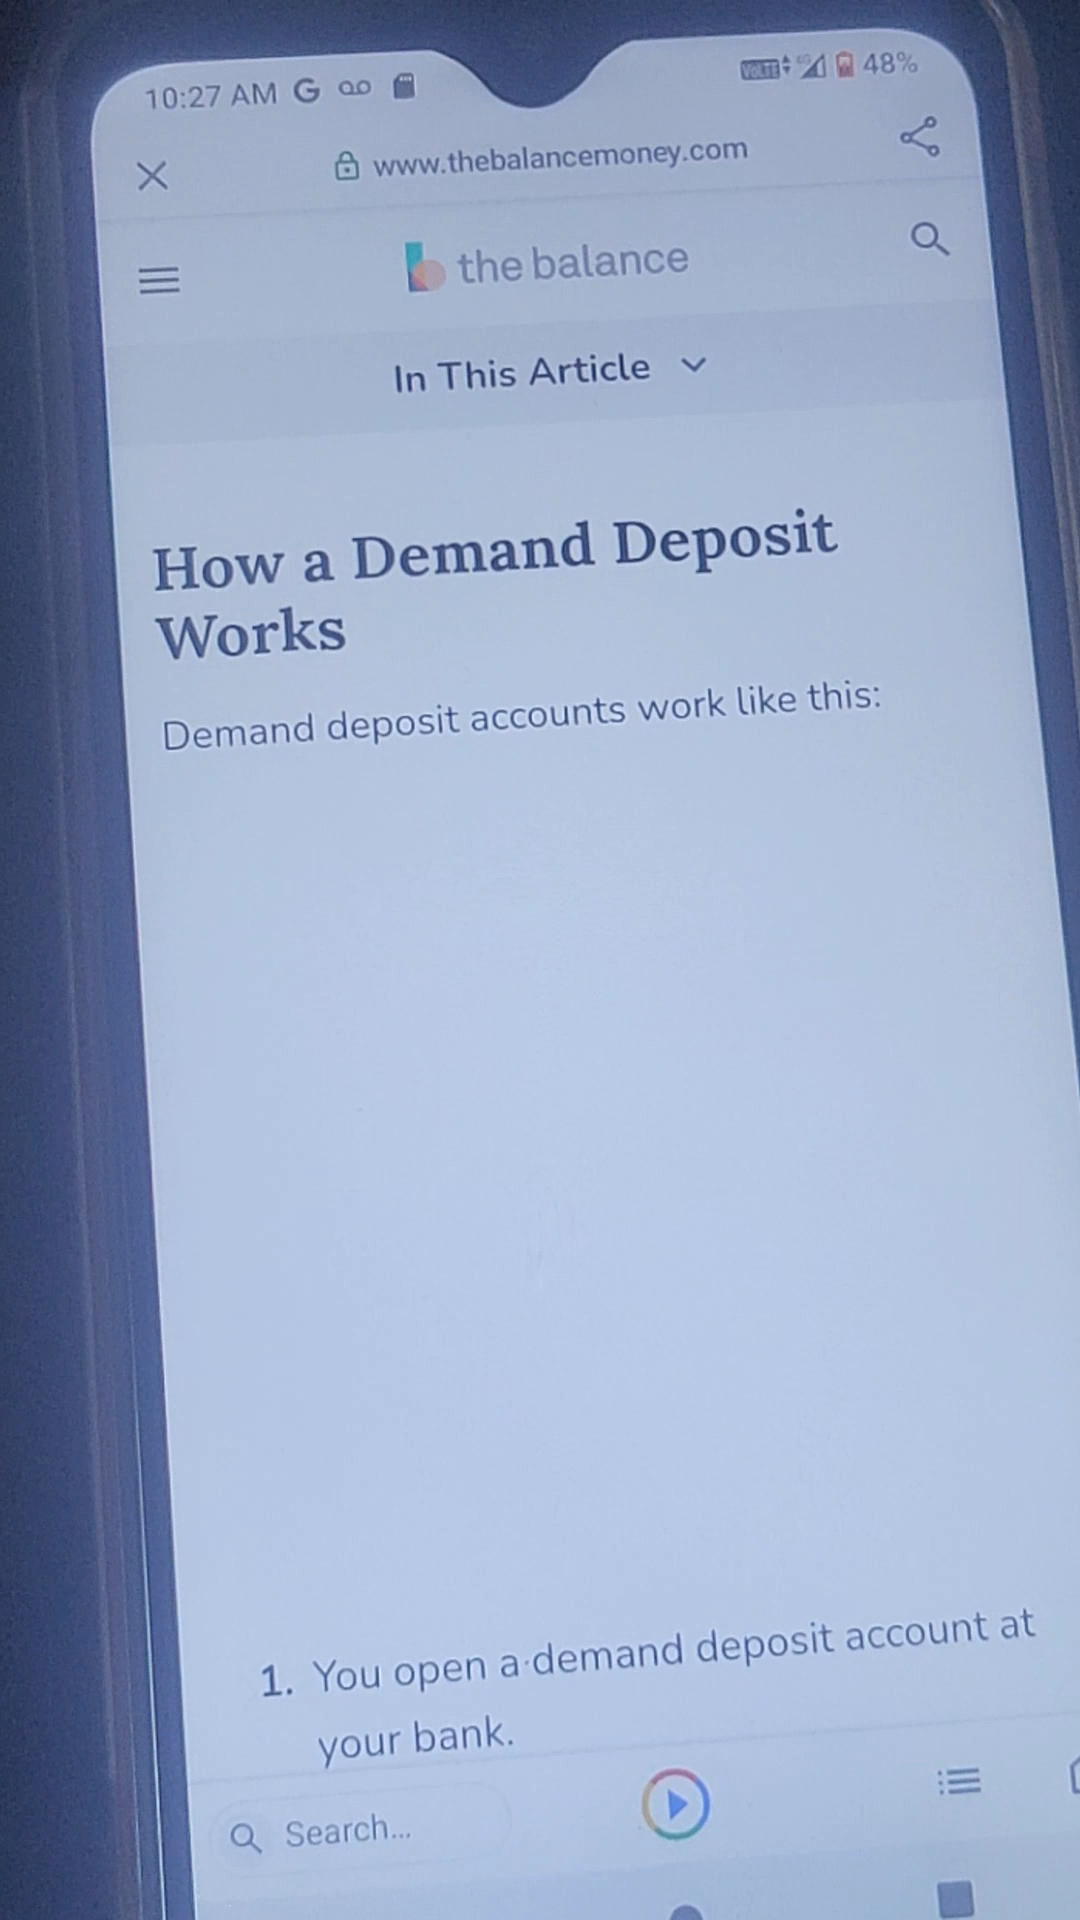 10:27 AM G 48%
www.thebalancemoney.com
the balance
In This Article
How a Demand Deposit
Works
Demand deposit accounts work like this:
1. You open a demand deposit account at
your bank.
Search...